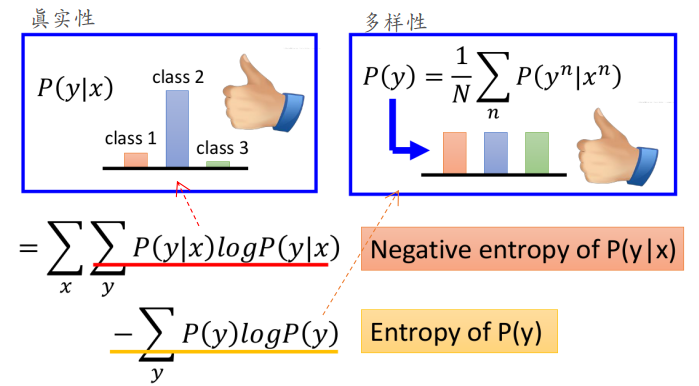 真实性
P(y|x)
class 1
class 2
class 3
多样性
P(y) = \frac{1}{N} \sum_{n} P(y^n|x^n)
= \sum_{x} \sum_{y} P(y|x)logP(y|x)
Negative entropy of P(y|x)
- \sum_{y} P(y)logP(y)
Entropy of P(y)